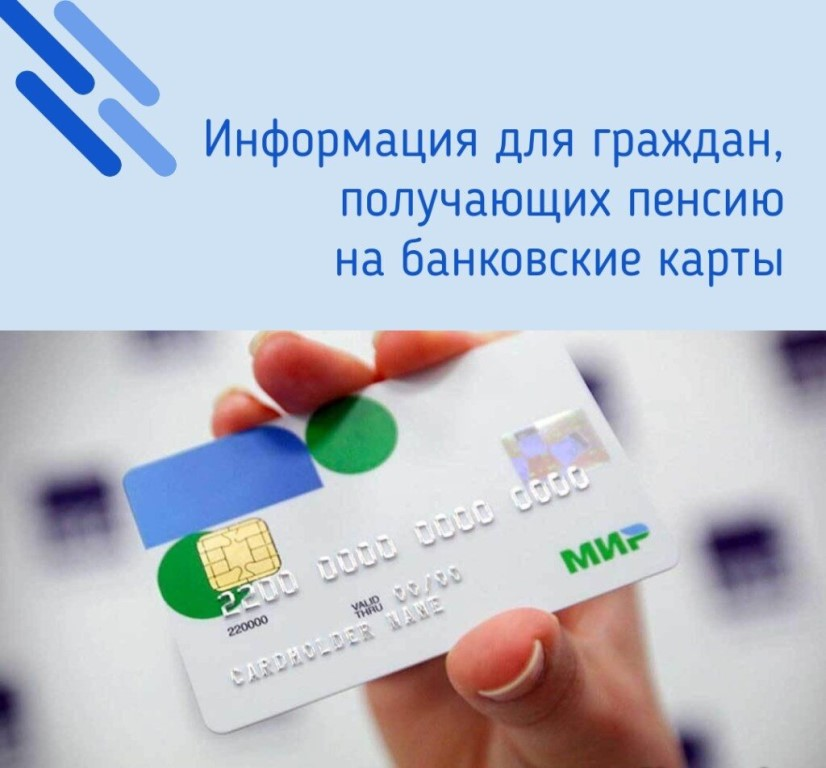 Информация для граждан,
получающих пенсию
на банковские карты
2200 0000 0000 0000
220000
VALID
THRU
00/00
CARDHOLDER NAME
МИР